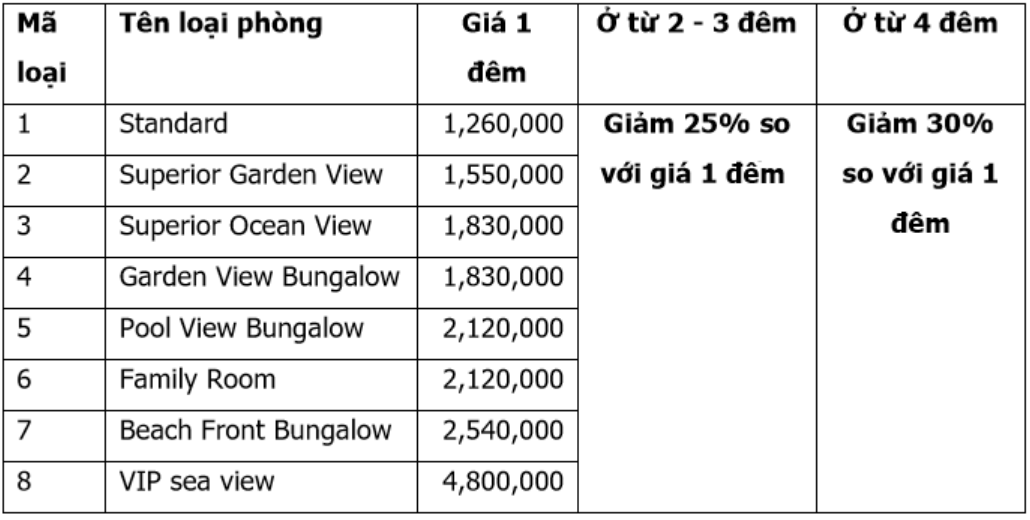 Mã loại Tên loại phòng Giá 1 đêm Ở từ 2 - 3 đêm Ở từ 4 đêm
1 Standard 1,260,000 Giảm 25% so với giá 1 đêm Giảm 30% so với giá 1 đêm
2 Superior Garden View 1,550,000
3 Superior Ocean View 1,830,000
4 Garden View Bungalow 1,830,000
5 Pool View Bungalow 2,120,000
6 Family Room 2,120,000
7 Beach Front Bungalow 2,540,000
8 VIP sea view 4,800,000